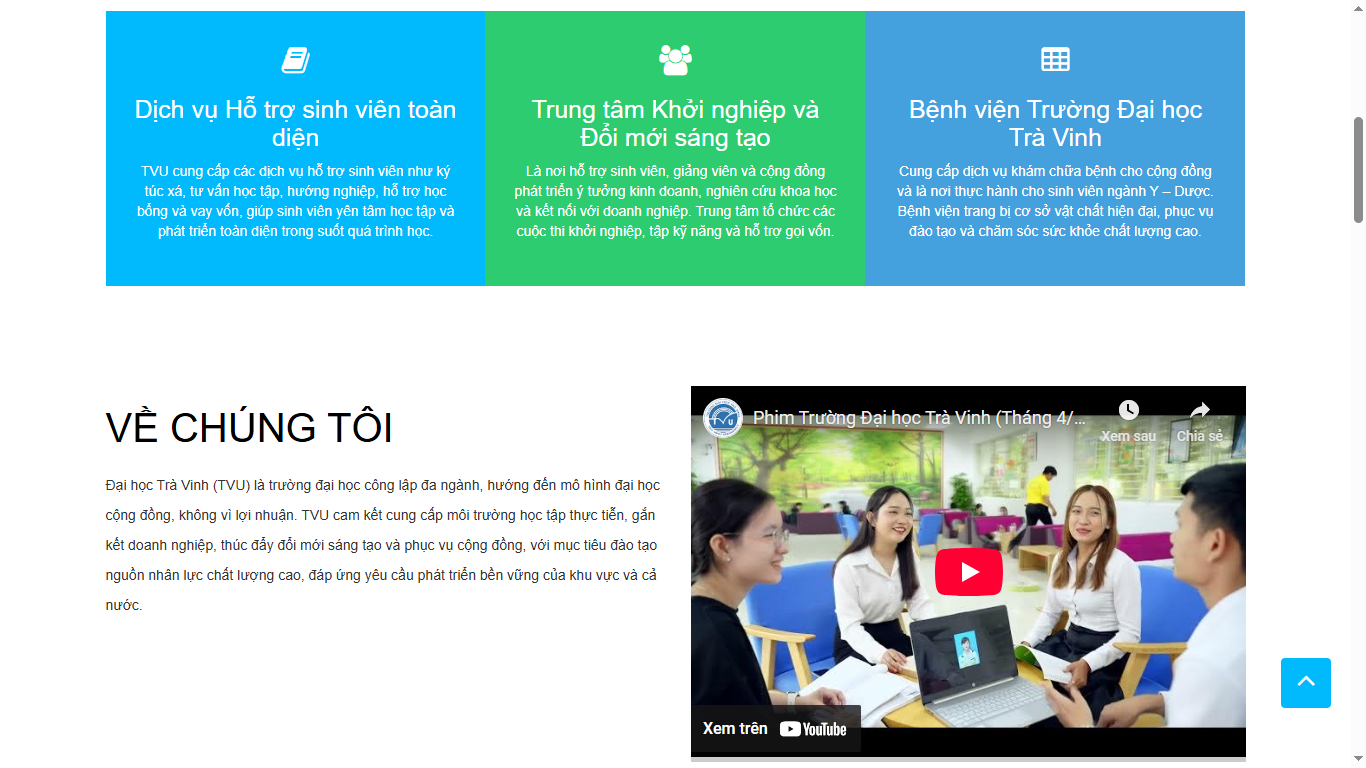 Dịch vụ Hỗ trợ sinh viên toàn
diện
TVU cung cấp các dịch vụ hỗ trợ sinh viên như ký
túc xá, tư vấn học tập, hướng nghiệp, hỗ trợ học
bổng và vay vốn, giúp sinh viên yên tâm học tập và
phát triển toàn diện trong suốt quá trình học.
Trung tâm Khởi nghiệp và
Đổi mới sáng tạo
Là nơi hỗ trợ sinh viên, giảng viên và cộng đồng
phát triển ý tưởng kinh doanh, nghiên cứu khoa học
và kết nối với doanh nghiệp. Trung tâm tổ chức các
cuộc thi khởi nghiệp, tập kỹ năng và hỗ trợ gọi vốn.
Bệnh viện Trường Đại học
Trà Vinh
Cung cấp dịch vụ khám chữa bệnh cho cộng đồng
và là nơi thực hành cho sinh viên ngành Y – Dược.
Bệnh viện trang bị cơ sở vật chất hiện đại, phục vụ
đào tạo và chăm sóc sức khỏe chất lượng cao.
VỀ CHÚNG TÔI
Đại học Trà Vinh (TVU) là trường đại học công lập đa ngành, hướng đến mô hình đại học
cộng đồng, không vì lợi nhuận. TVU cam kết cung cấp môi trường học tập thực tiễn, gắn
kết doanh nghiệp, thúc đẩy đổi mới sáng tạo và phục vụ cộng đồng, với mục tiêu đào tạo
nguồn nhân lực chất lượng cao, đáp ứng yêu cầu phát triển bền vững của khu vực và cả
nước.
TVU
Phim Trường Đại học Trà Vinh (Tháng 4/...
Xem sau
Chia sẻ
Xem trên YouTube